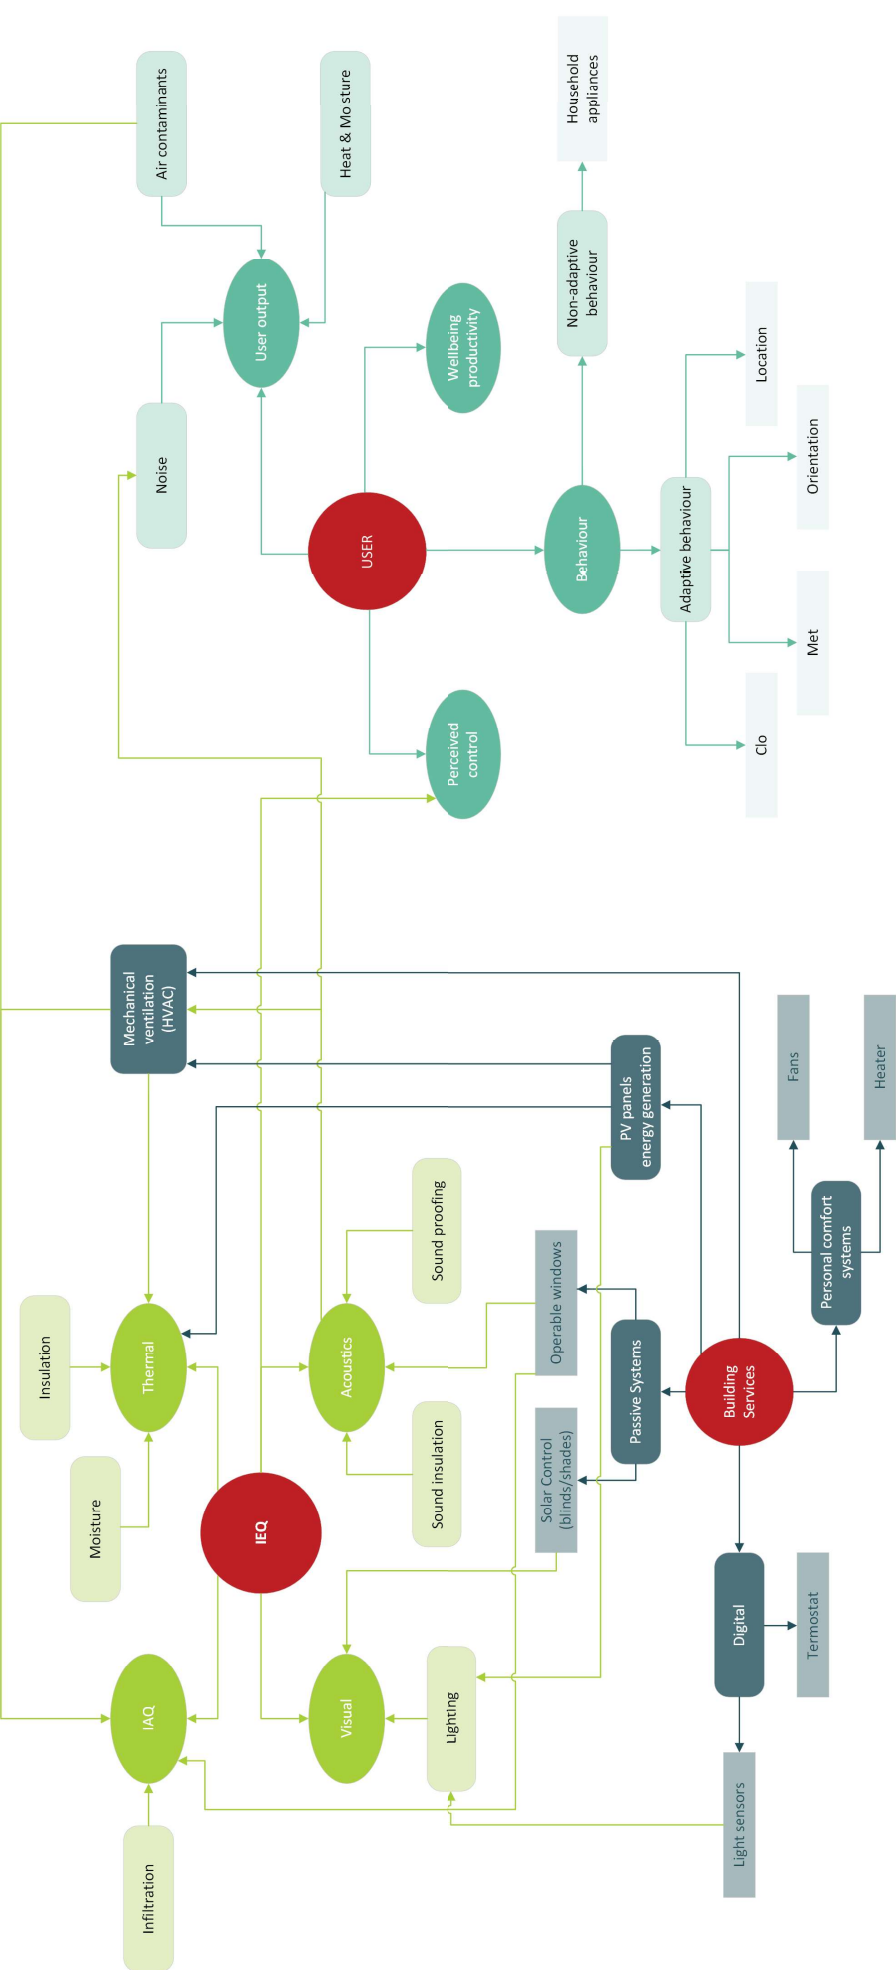 Infiltration
IAQ
Moisture
Insulation
Thermal
Mechanical
ventilation
(HVAC)
IEQ
Visual
Acoustics
Lighting
Sound insulation
Sound proofing
Solar Control
(blinds/shades)
Operable windows
Passive Systems
PV panels
energy generation
Light sensors
Digital
Termostat
Building
Services
Personal comfort
systems
Fans
Heater
Noise
Air contaminants
User output
Heat & Moisture
USER
Perceived
control
Wellbeing
productivity
Behaviour
Non-adaptive
behaviour
Household
appliances
Adaptive behaviour
Clo
Met
Orientation
Location